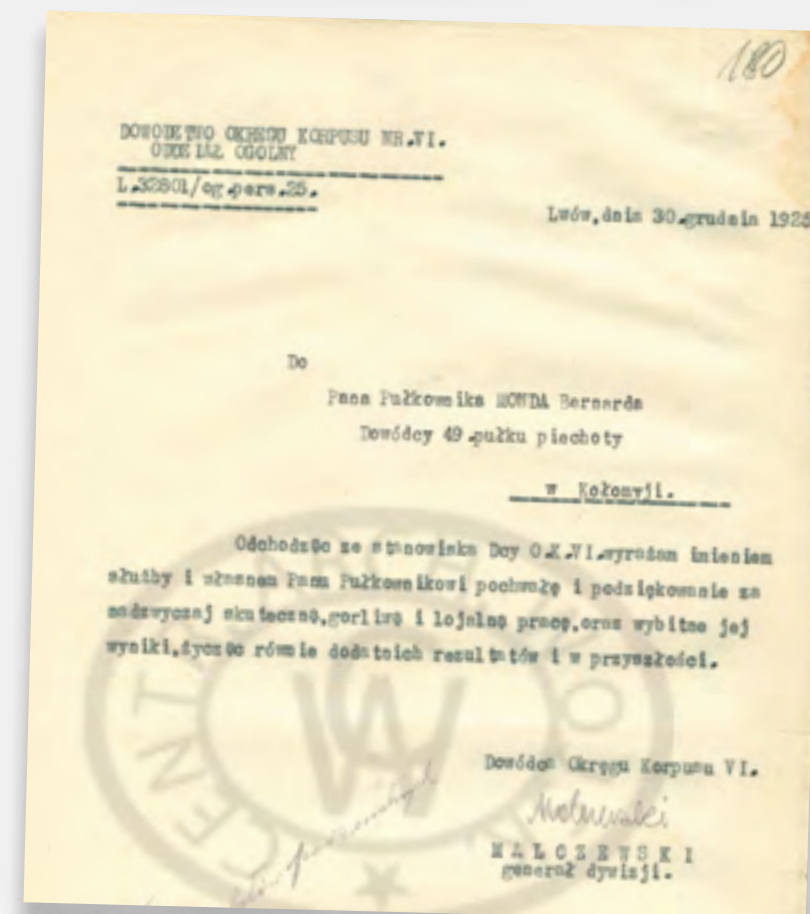 180
DOWODZTWO OKRĘGU KORPUSU NR.VI.
ODDZIAŁ OGOLNY
L.32801/og.pers.25.
Lwów,dnia 30.grudnia 1925
Do
Pana Pułkownika MONDA Bernarda
Dowódcy 49.pułku piechoty
w Kołomyji.
Odchodząc ze stanowiska Dcy O.K.VI.wyrażam imieniem
służby i własnem Panu Pułkownikowi pochwałę i podziękowanie za
nadzwyczaj skuteczną,gorliwą i lojalną pracę,oraz wybitne jej
wyniki,życząc równie dodatnich rezultatów i w przyszłości.
Dowódca Okręgu Korpusu VI.
Malczewski
MALCZEWSKI
generał dywizji.